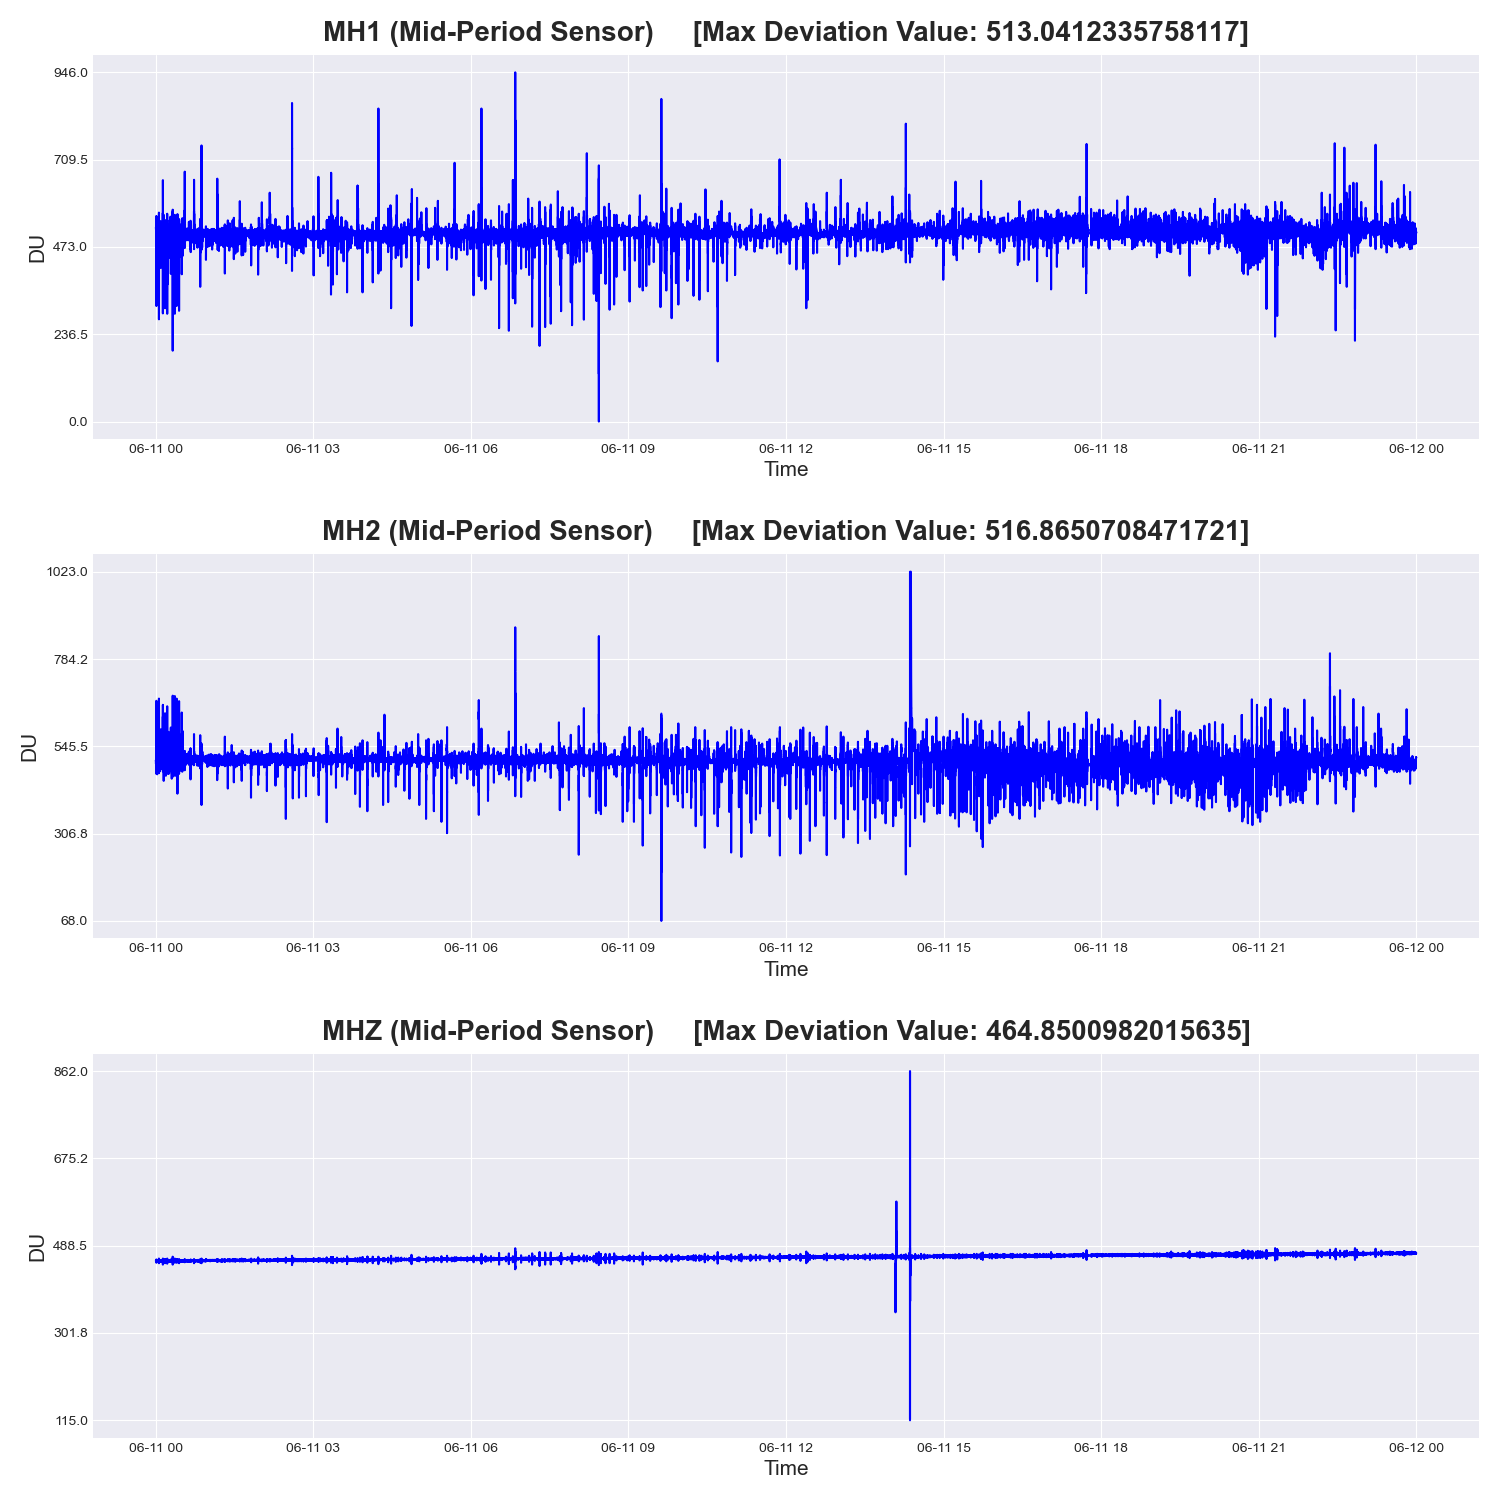 MH1 (Mid-Period Sensor) [Max Deviation Value: 513.0412335758117]
946.0
709.5
473.0
236.5
0.0
DU
06-11 00 06-11 03 06-11 06 06-11 09 06-11 12 06-11 15 06-11 18 06-11 21 06-12 00
Time
MH2 (Mid-Period Sensor) [Max Deviation Value: 516.8650708471721]
1023.0
784.2
545.5
306.8
68.0
DU
06-11 00 06-11 03 06-11 06 06-11 09 06-11 12 06-11 15 06-11 18 06-11 21 06-12 00
Time
MHZ (Mid-Period Sensor) [Max Deviation Value: 464.8500982015635]
862.0
675.2
488.5
301.8
115.0
DU
06-11 00 06-11 03 06-11 06 06-11 09 06-11 12 06-11 15 06-11 18 06-11 21 06-12 00
Time